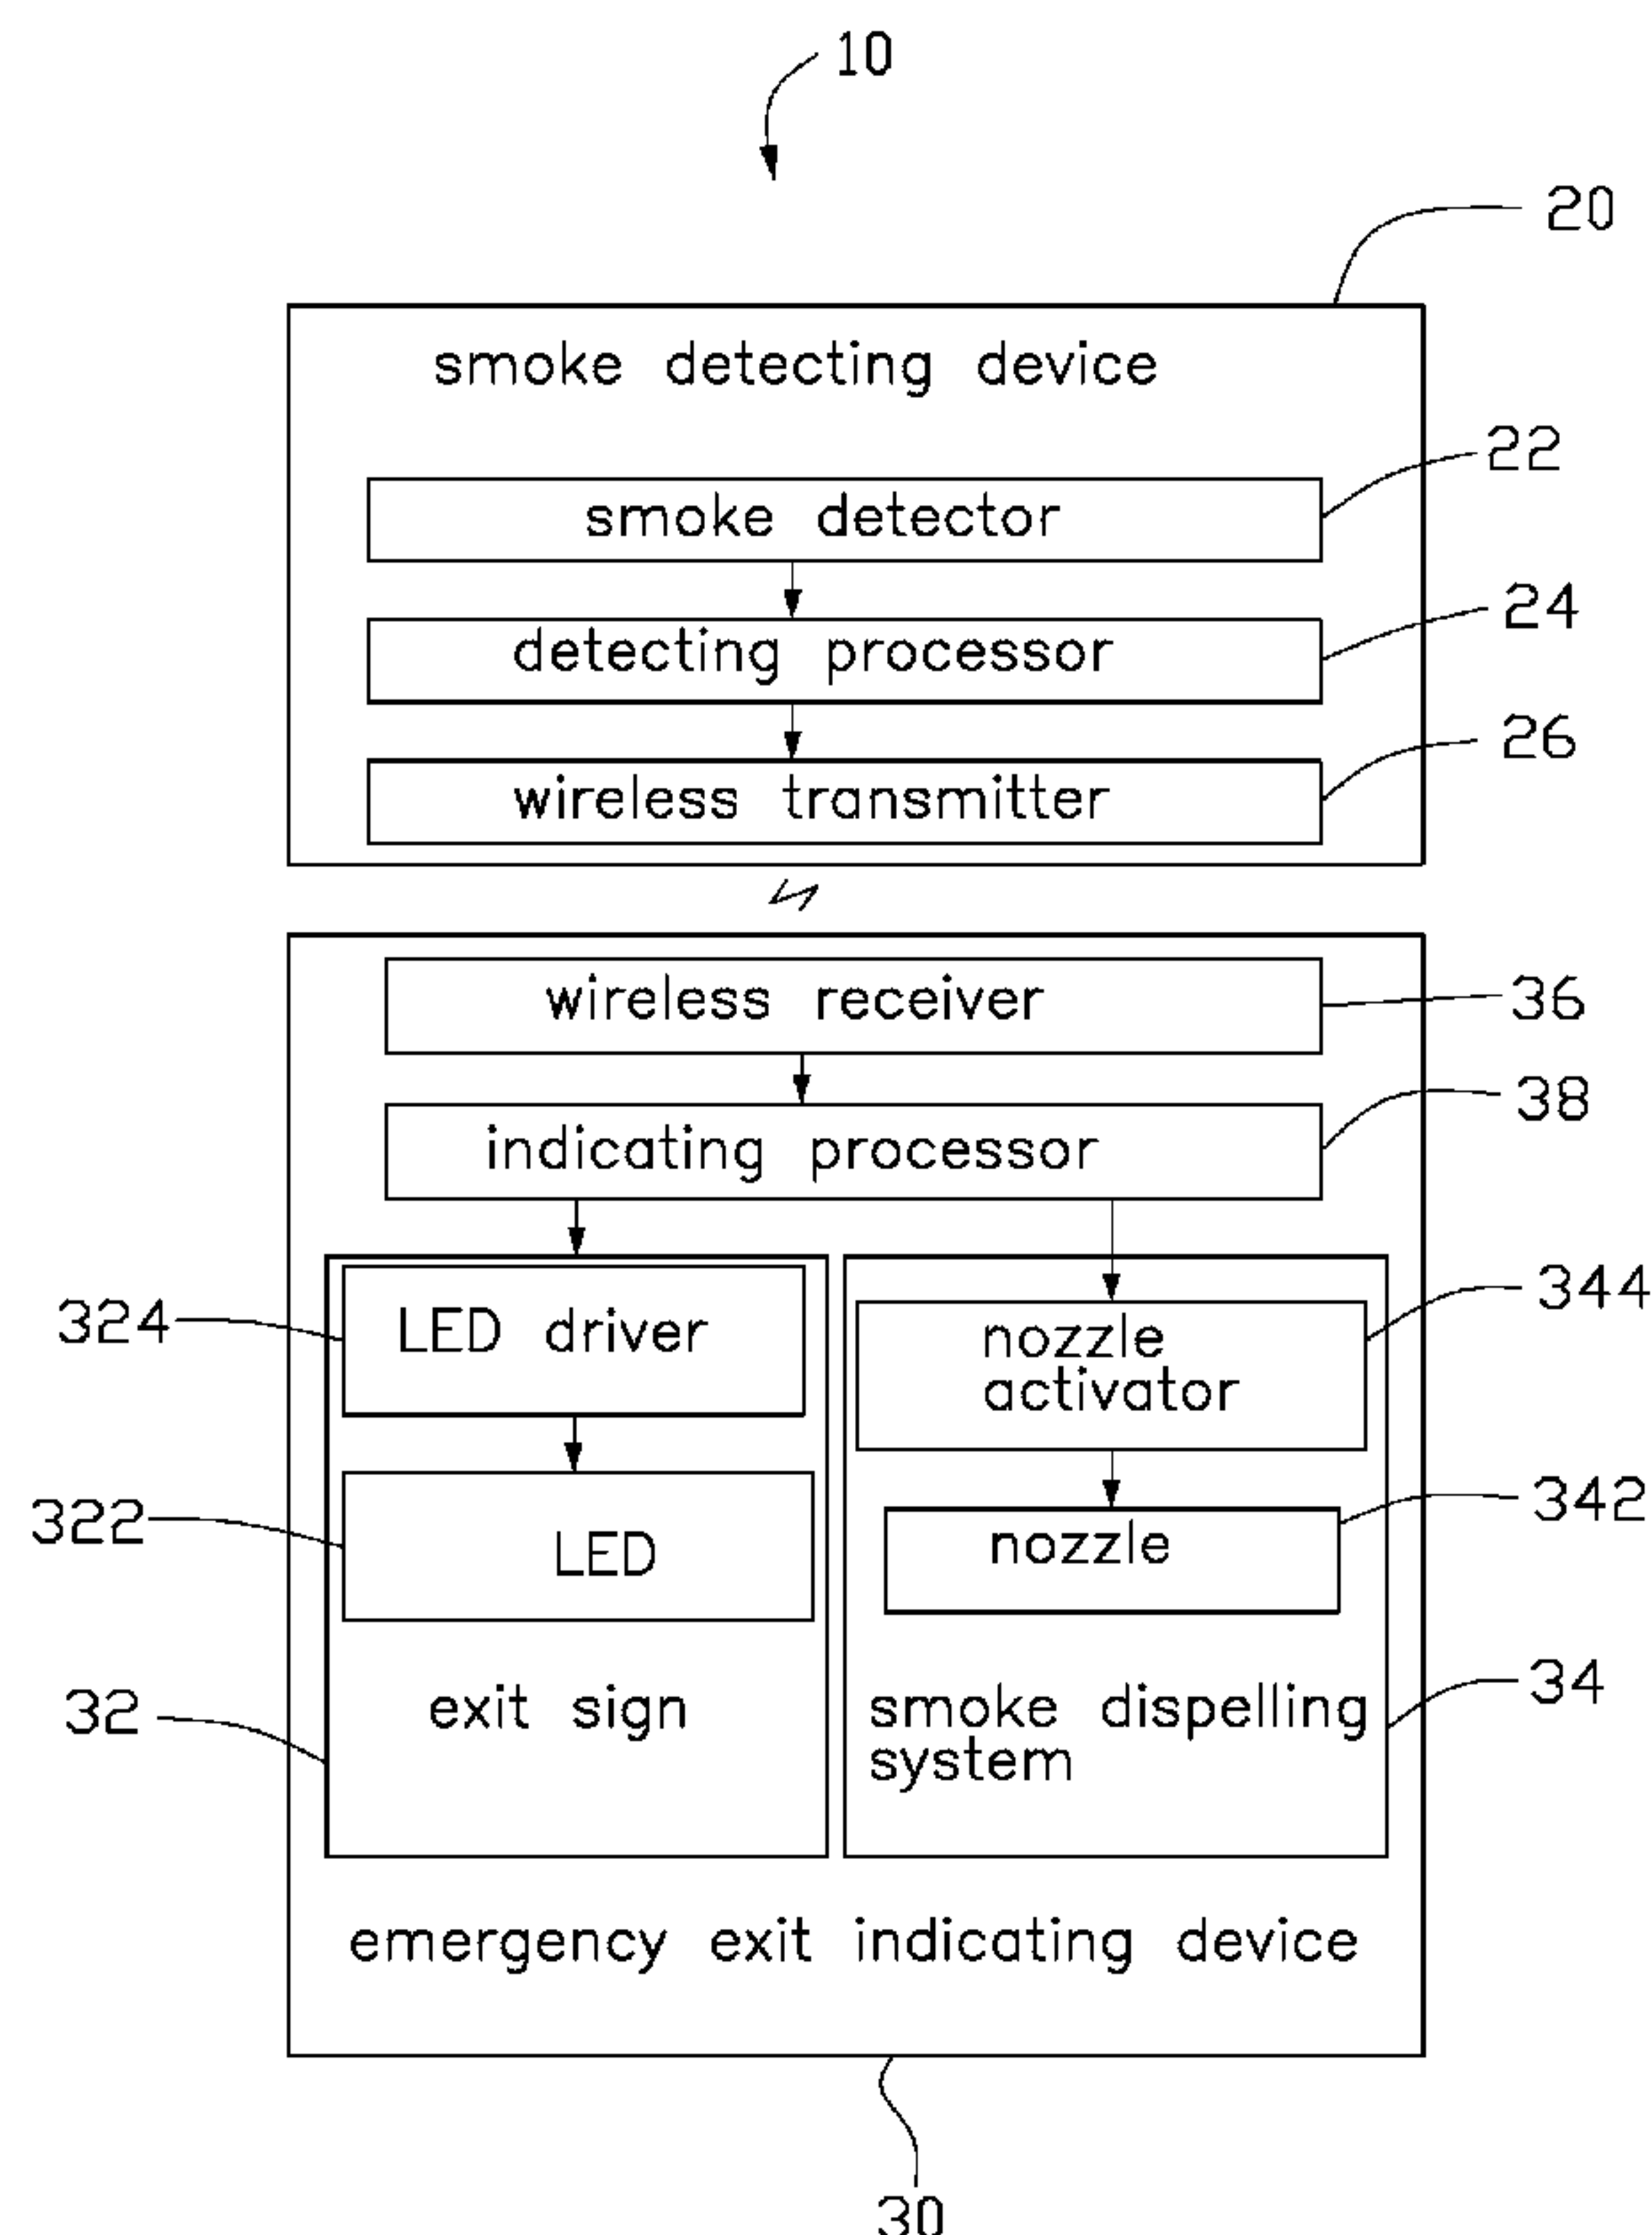 10
20
smoke detecting device
22
smoke detector
24
detecting processor
26
wireless transmitter
wireless receiver
36
38
indicating processor
344
324
LED driver
nozzle
activator
342
322
LED
nozzle
34
32
exit sign
smoke dispelling
system
emergency exit indicating device
30